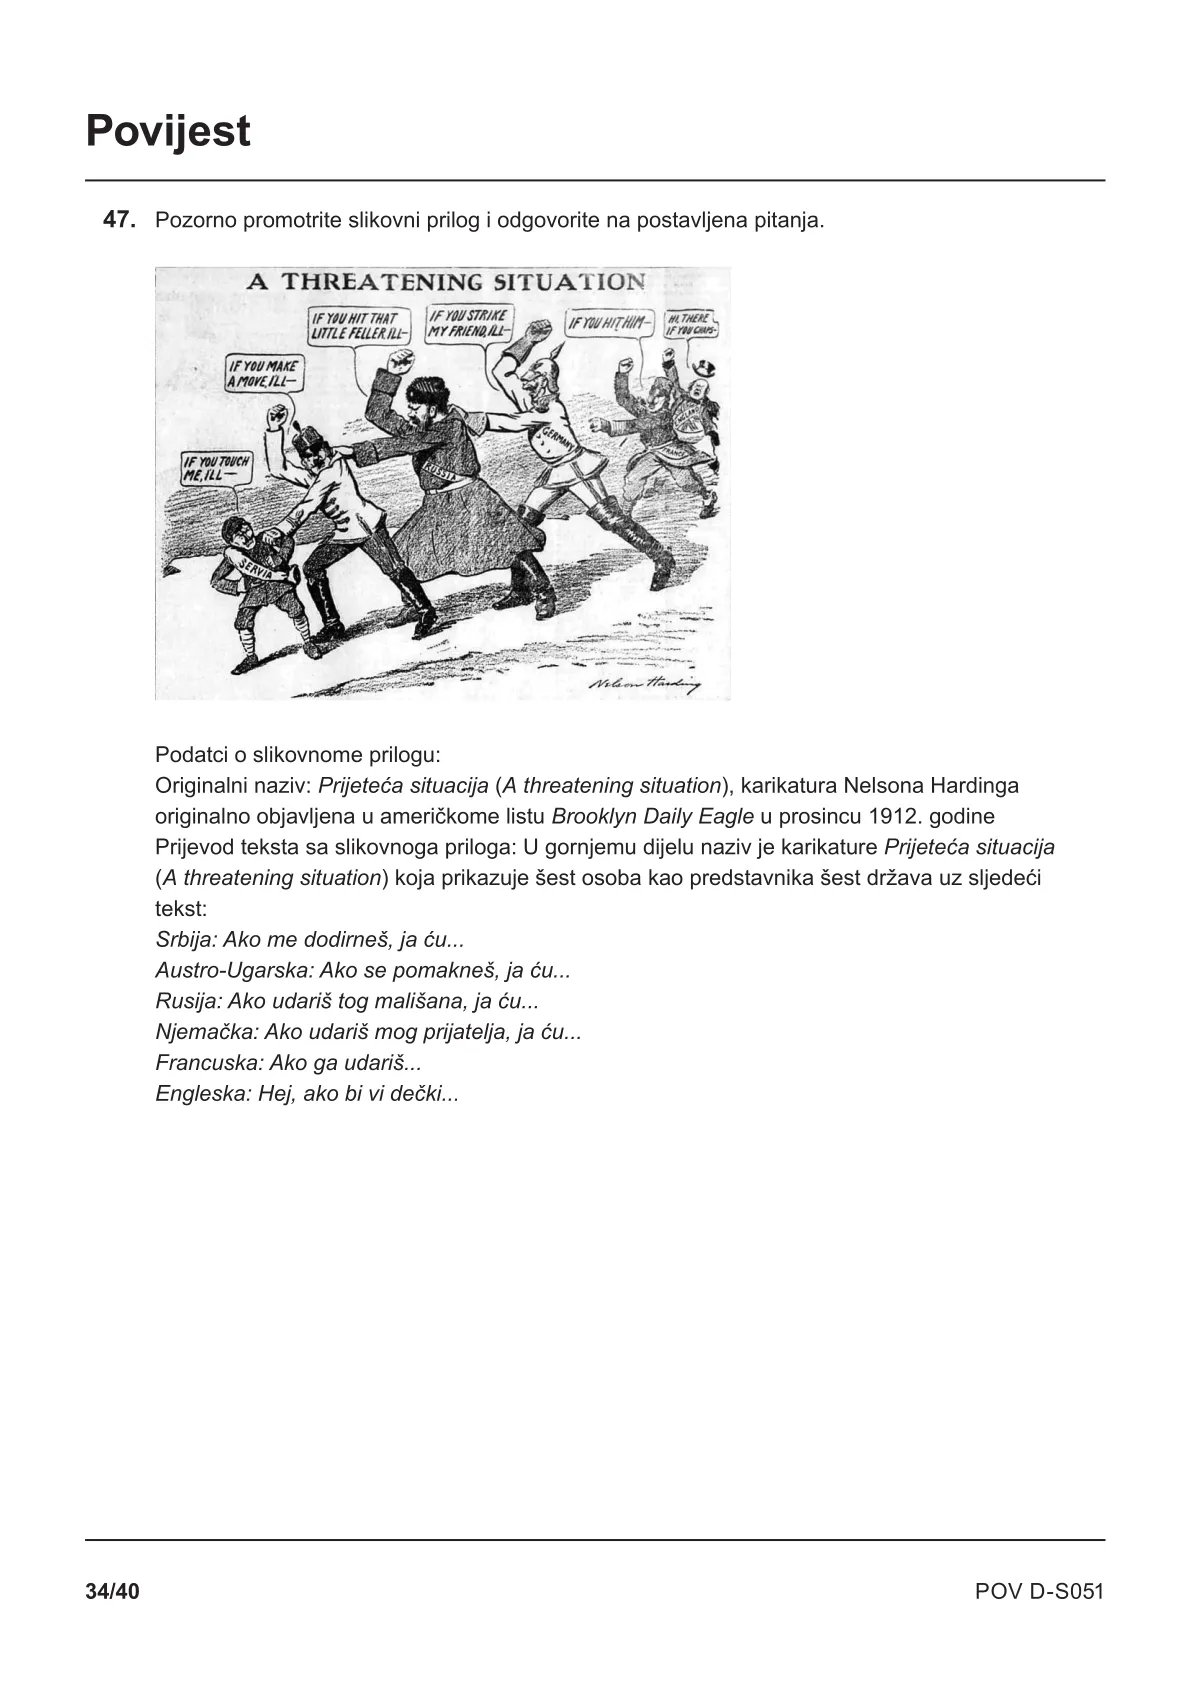 Povijest
47. Pozorno promotrite slikovni prilog i odgovorite na postavljena pitanja.
A THREATENING SITUATION
IF YOU HIT THAT
LITTLE FELLER, I'LL—
IF YOU STRIKE
MY FRIEND, I'LL—
IF YOU HIT HIM—
HI, THERE
IF YOU CHAPS-
IF YOU MAKE
A MOVE, I'LL—
IF YOU TOUCH
ME, I'LL—
SERVIA
RUSSIA
GERMANY
Nelson Harding
Podatci o slikovnome prilogu:
Originalni naziv: Prijeteća situacija (A threatening situation), karikatura Nelsona Hardinga
originalno objavljena u američkome listu Brooklyn Daily Eagle u prosincu 1912. godine
Prijevod teksta sa slikovnoga priloga: U gornjemu dijelu naziv je karikature Prijeteća situacija
(A threatening situation) koja prikazuje šest osoba kao predstavnika šest država uz sljedeći
tekst:
Srbija: Ako me dodirneš, ja ću...
Austro-Ugarska: Ako se pomakneš, ja ću...
Rusija: Ako udariš tog mališana, ja ću...
Njemačka: Ako udariš mog prijatelja, ja ću...
Francuska: Ako ga udariš...
Engleska: Hej, ako bi vi dečki...
34/40
POV D-S051